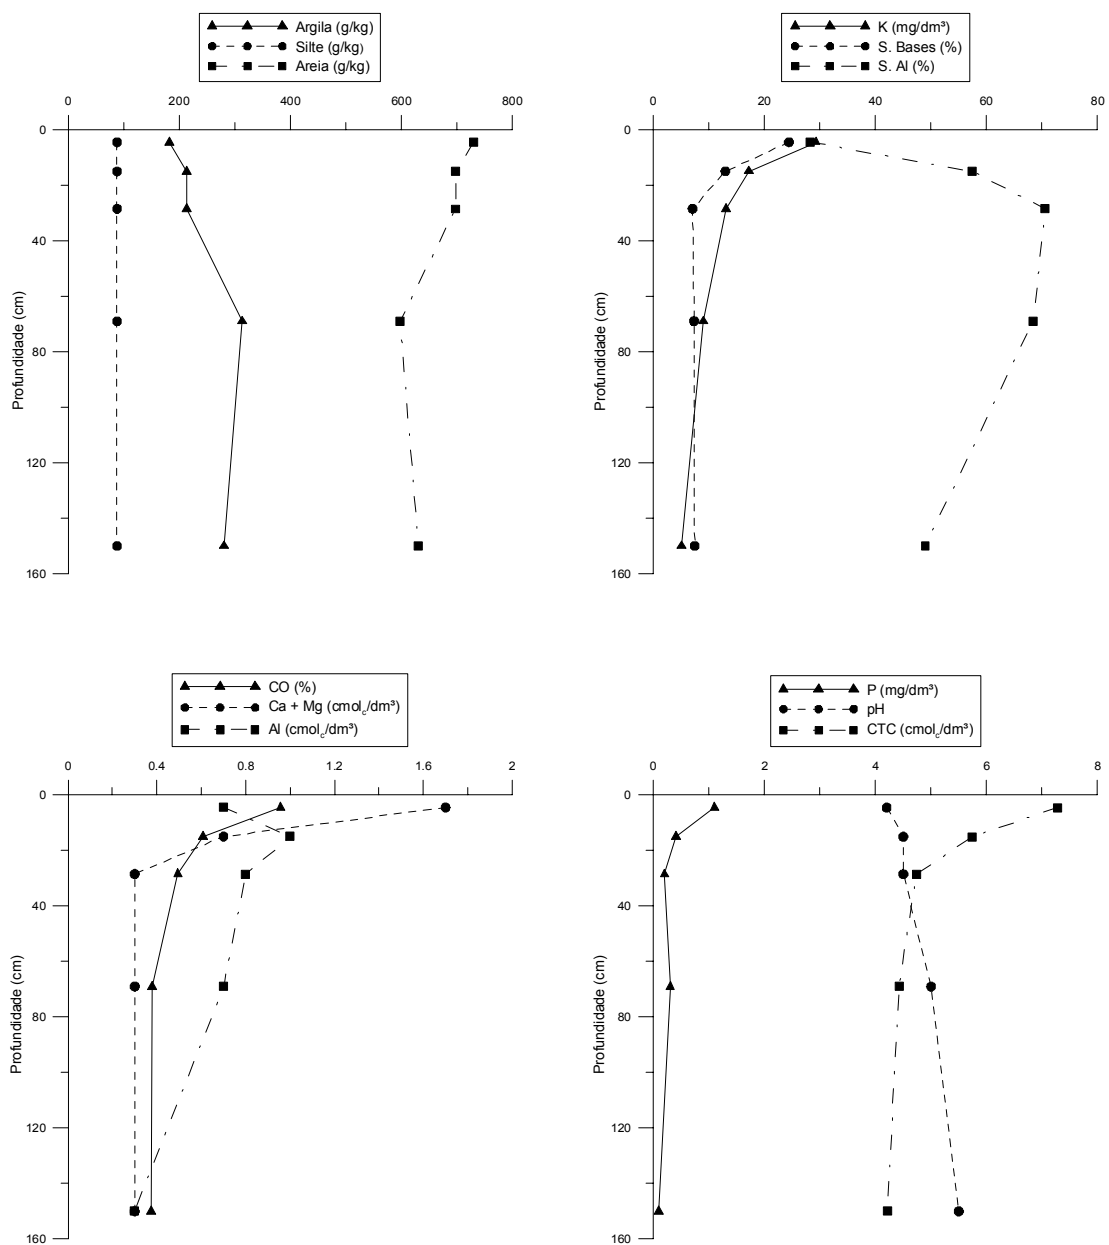 Argila (g/kg)
Silte (g/kg)
Areia (g/kg)
0 200 400 600 800
0
40
80
120
160
Profundidade (cm)
K (mg/dm³)
S. Bases (%)
S. Al (%)
0 20 40 60 80
0
40
80
120
160
Profundidade (cm)
CO (%)
Ca + Mg (cmolc/dm³)
Al (cmolc/dm³)
0 0.4 0.8 1.2 1.6 2
0
40
80
120
160
Profundidade (cm)
P (mg/dm³)
pH
CTC (cmolc/dm³)
0 2 4 6 8
0
40
80
120
160
Profundidade (cm)